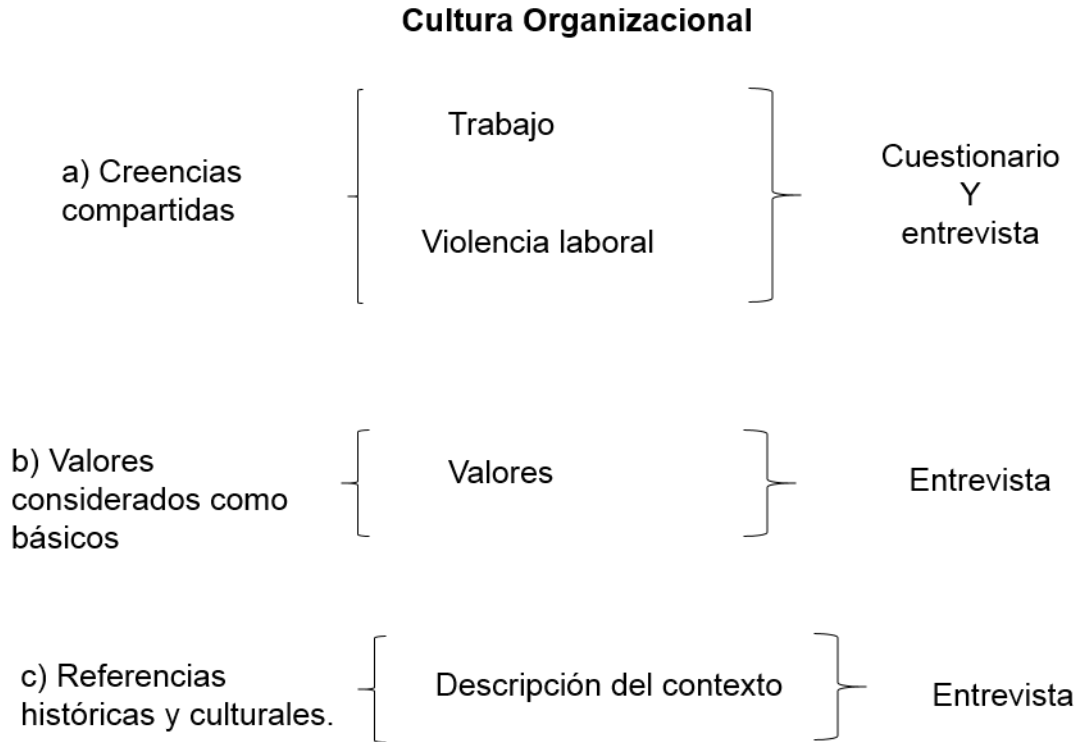 Cultura Organizacional
a) Creencias
compartidas
Trabajo
Violencia laboral
Cuestionario
Y
entrevista
b) Valores
considerados como
básicos
Valores
Entrevista
c) Referencias
históricas y culturales.
Descripción del contexto
Entrevista